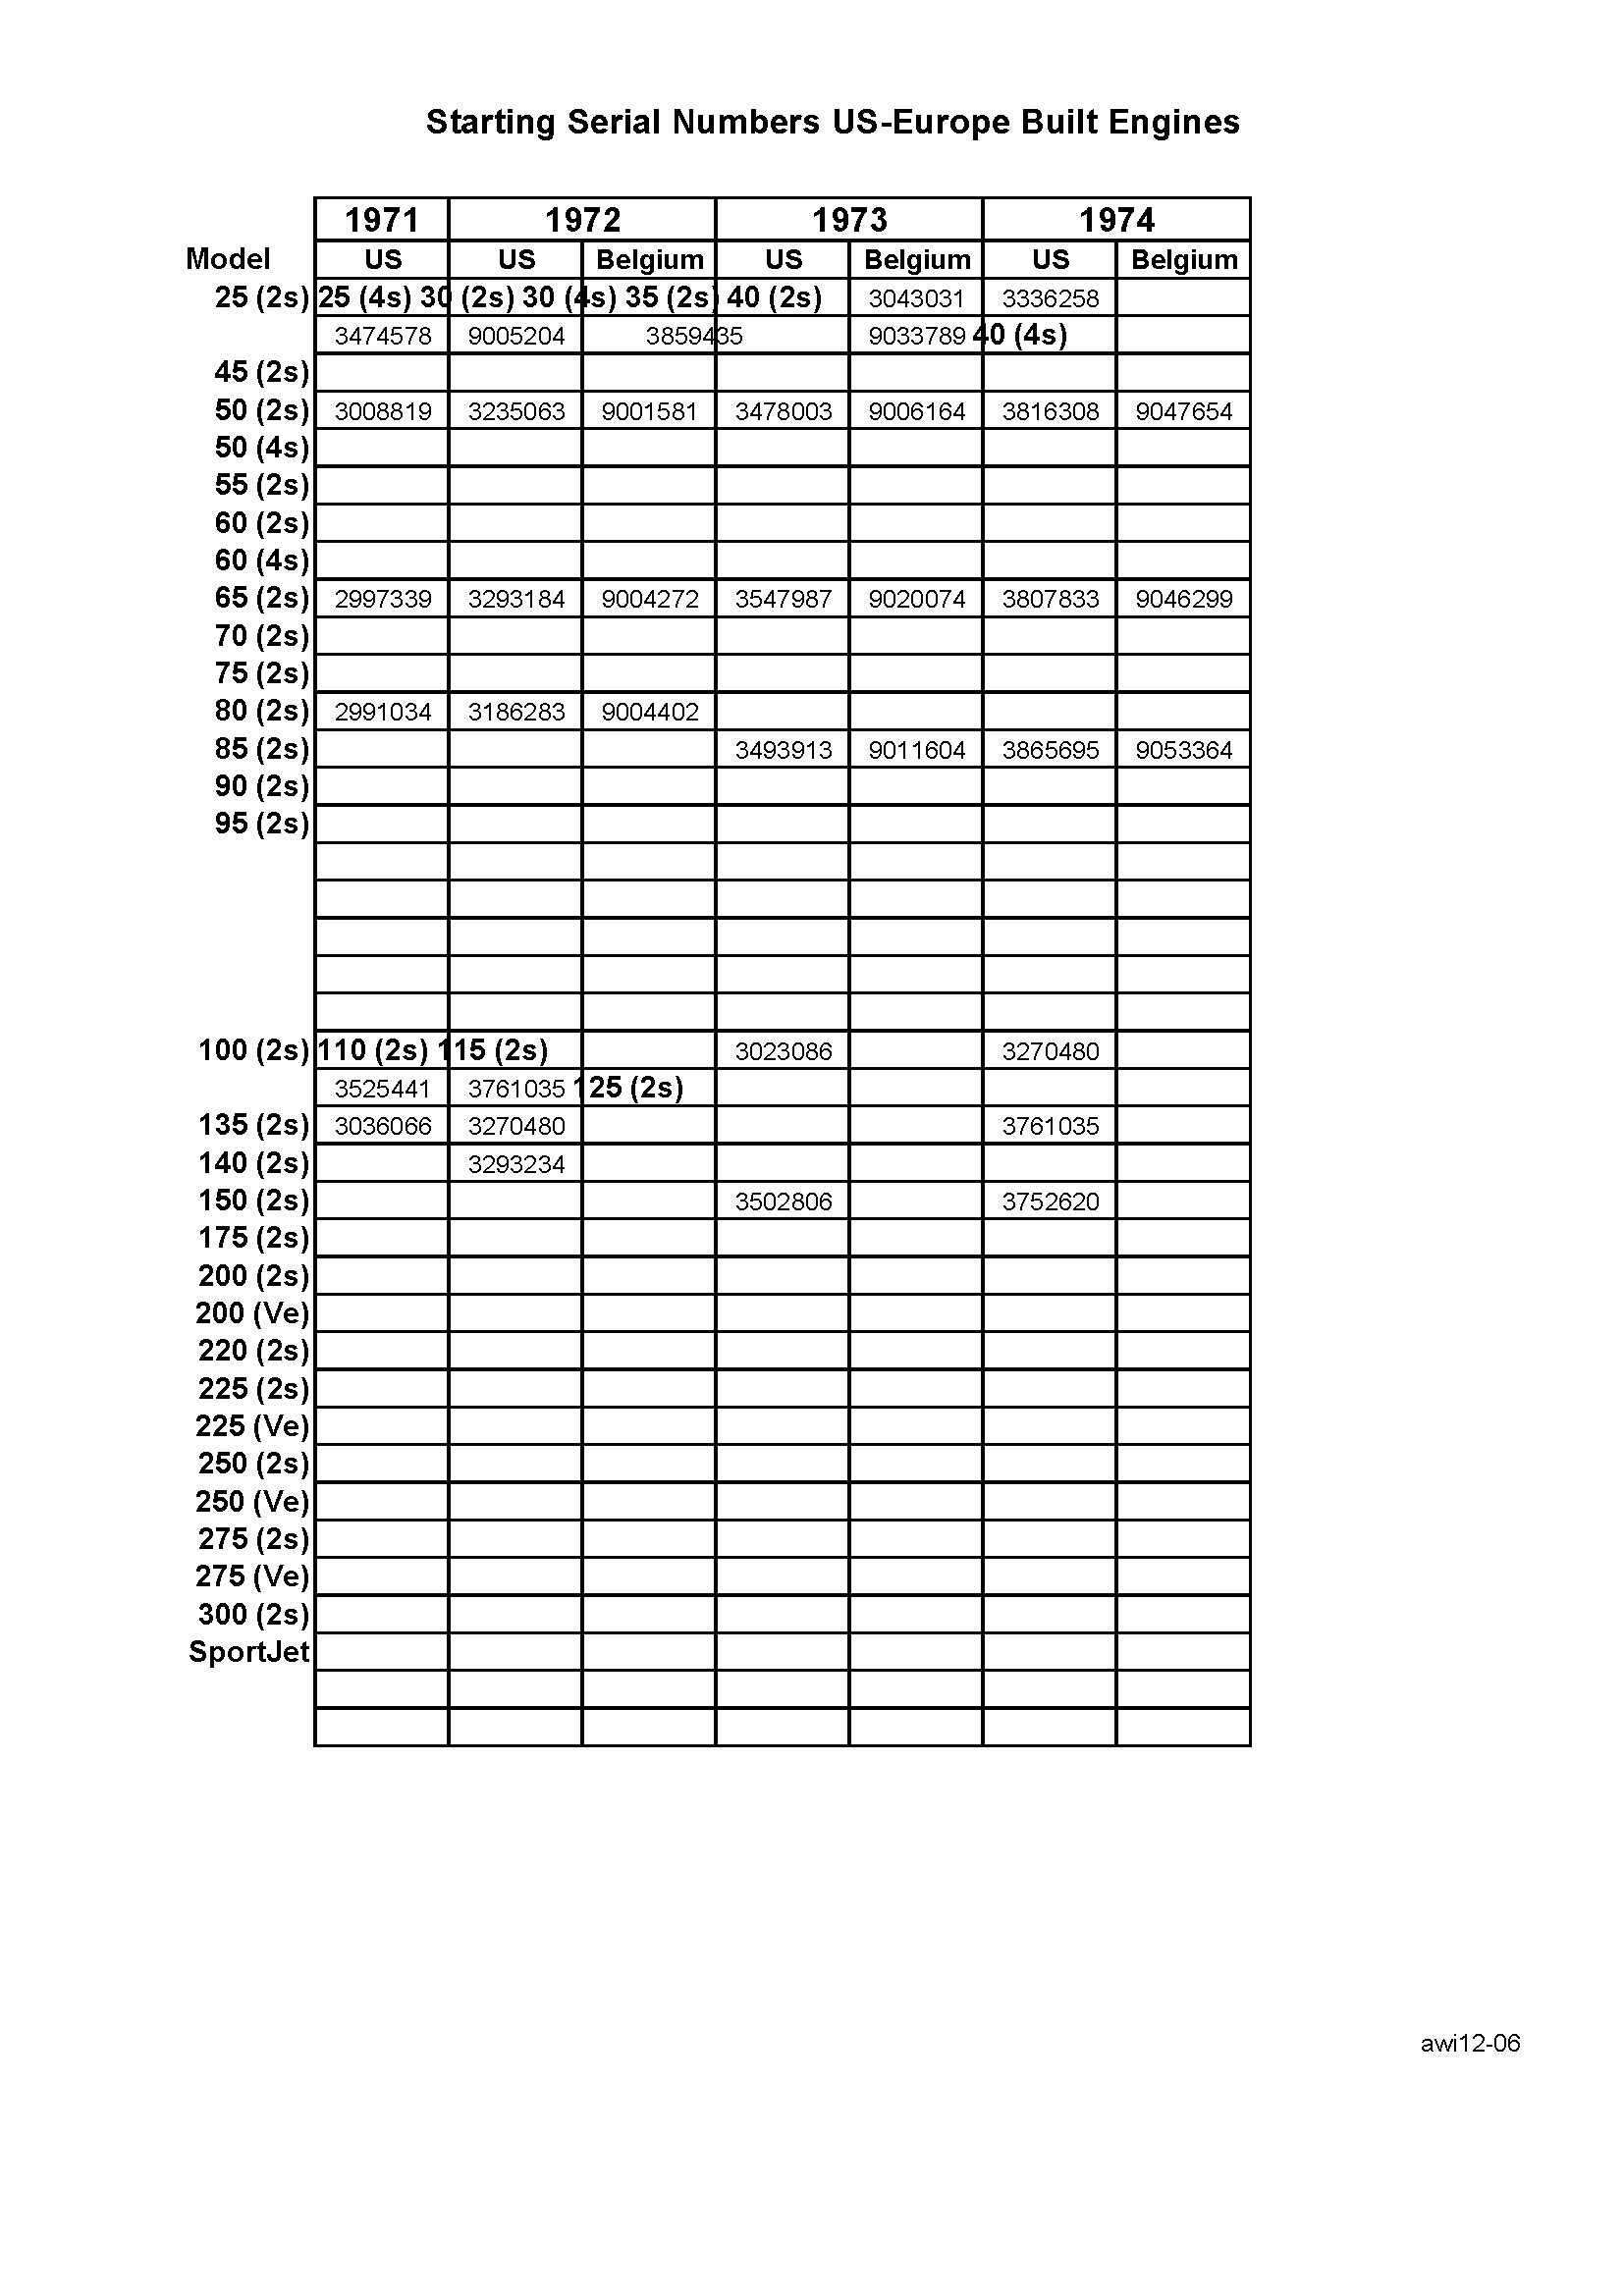 Starting Serial Numbers US-Europe Built Engines
1971 1972 1973 1974
Model US US Belgium US Belgium US Belgium
25 (2s) 25 (4s) 30 (2s) 30 (4s) 35 (2s) 40 (2s) 3043031 3336258
3474578 9005204 3859435 9033789 40 (4s)
45 (2s)
50 (2s) 3008819 3235063 9001581 3478003 9006164 3816308 9047654
50 (4s)
55 (2s)
60 (2s)
60 (4s)
65 (2s) 2997339 3293184 9004272 3547987 9020074 3807833 9046299
70 (2s)
75 (2s)
80 (2s) 2991034 3186283 9004402
85 (2s) 3493913 9011604 3865695 9053364
90 (2s)
95 (2s)
100 (2s) 110 (2s) 115 (2s) 3023086 3270480
3525441 3761035 125 (2s)
135 (2s) 3036066 3270480 3761035
140 (2s) 3293234
150 (2s) 3502806 3752620
175 (2s)
200 (2s)
200 (Ve)
220 (2s)
225 (2s)
225 (Ve)
250 (2s)
250 (Ve)
275 (2s)
275 (Ve)
300 (2s)
SportJet
awi12-06